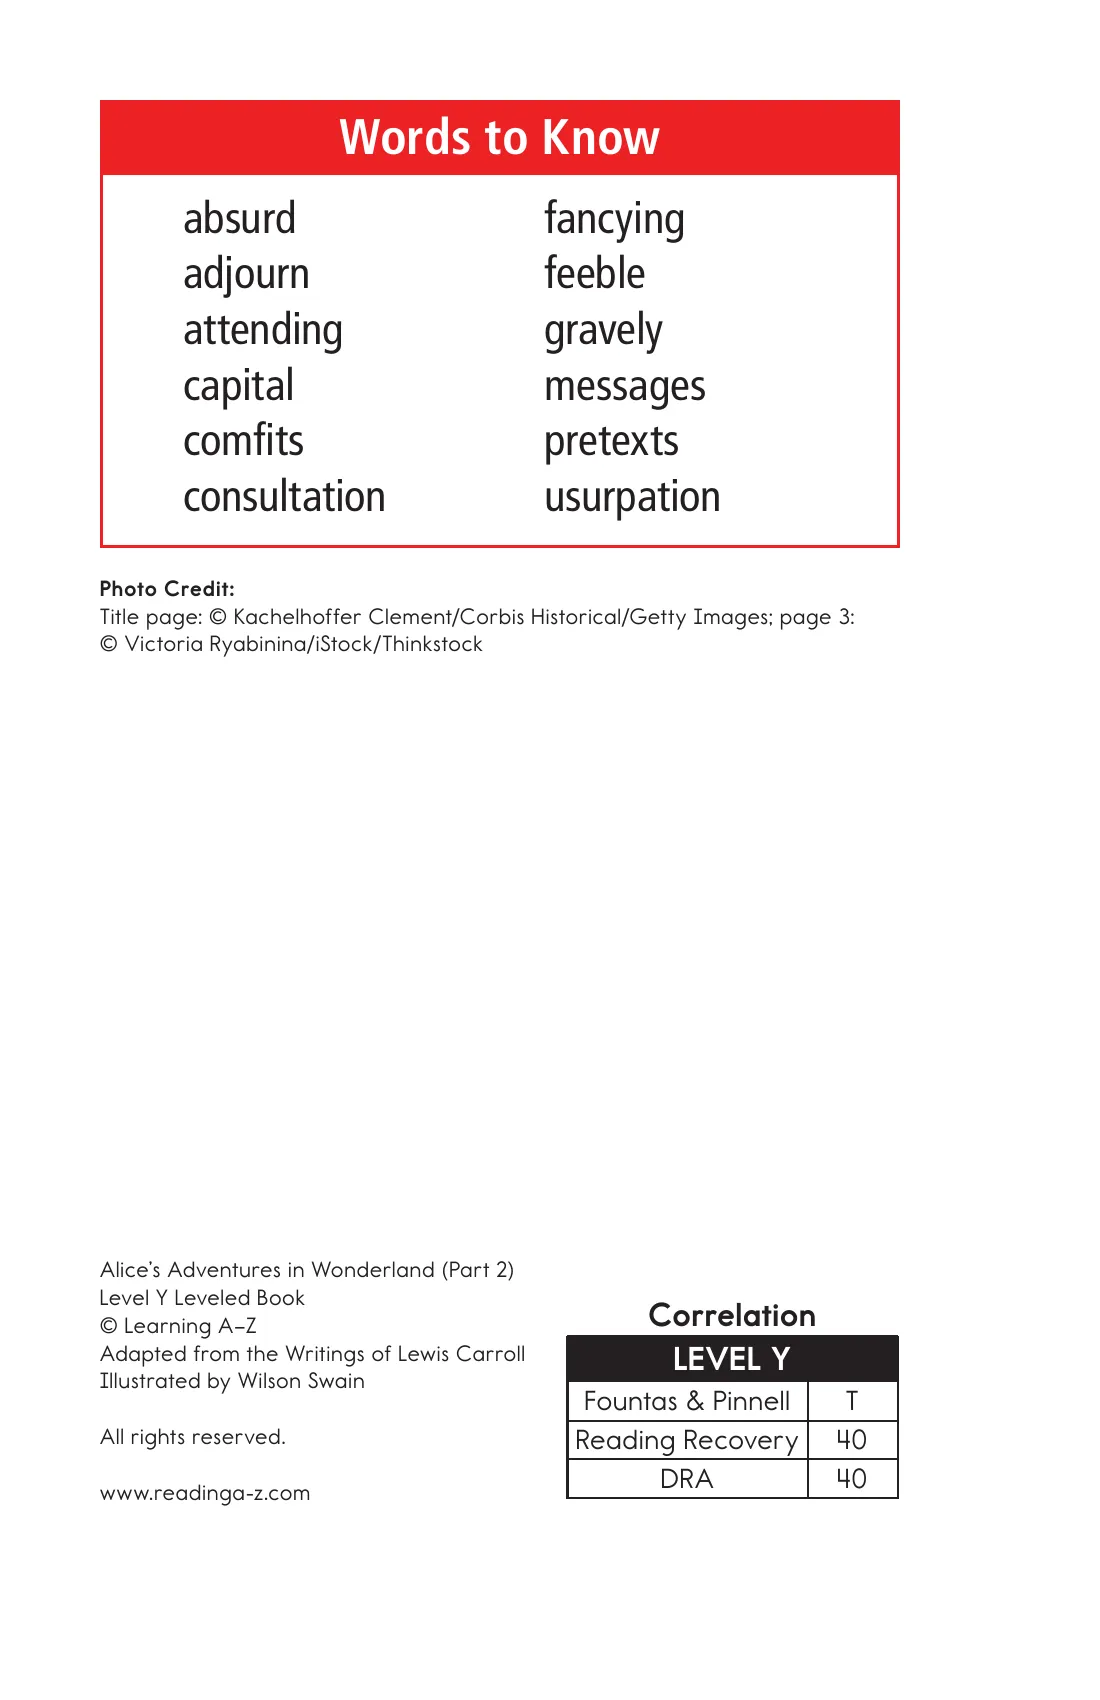 Words to Know
absurd
adjourn
attending
capital
comfits
consultation
fancying
feeble
gravely
messages
pretexts
usurpation
Photo Credit:
Title page: © Kachelhoffer Clement/Corbis Historical/Getty Images; page 3:
© Victoria Ryabinina/iStock/Thinkstock
Alice’s Adventures in Wonderland (Part 2)
Level Y Leveled Book
© Learning A–Z
Adapted from the Writings of Lewis Carroll
Illustrated by Wilson Swain
All rights reserved.
www.readinga-z.com
Correlation
LEVEL Y
Fountas & Pinnell T
Reading Recovery 40
DRA 40